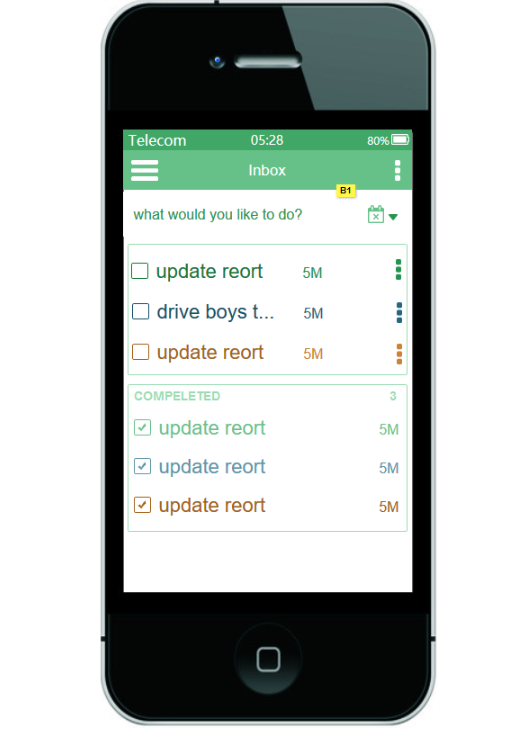 Telecom 05:28 80%
Inbox
B1
what would you like to do?
update reort 5M
drive boys t... 5M
update reort 5M
COMPELETED 3
update reort 5M
update reort 5M
update reort 5M